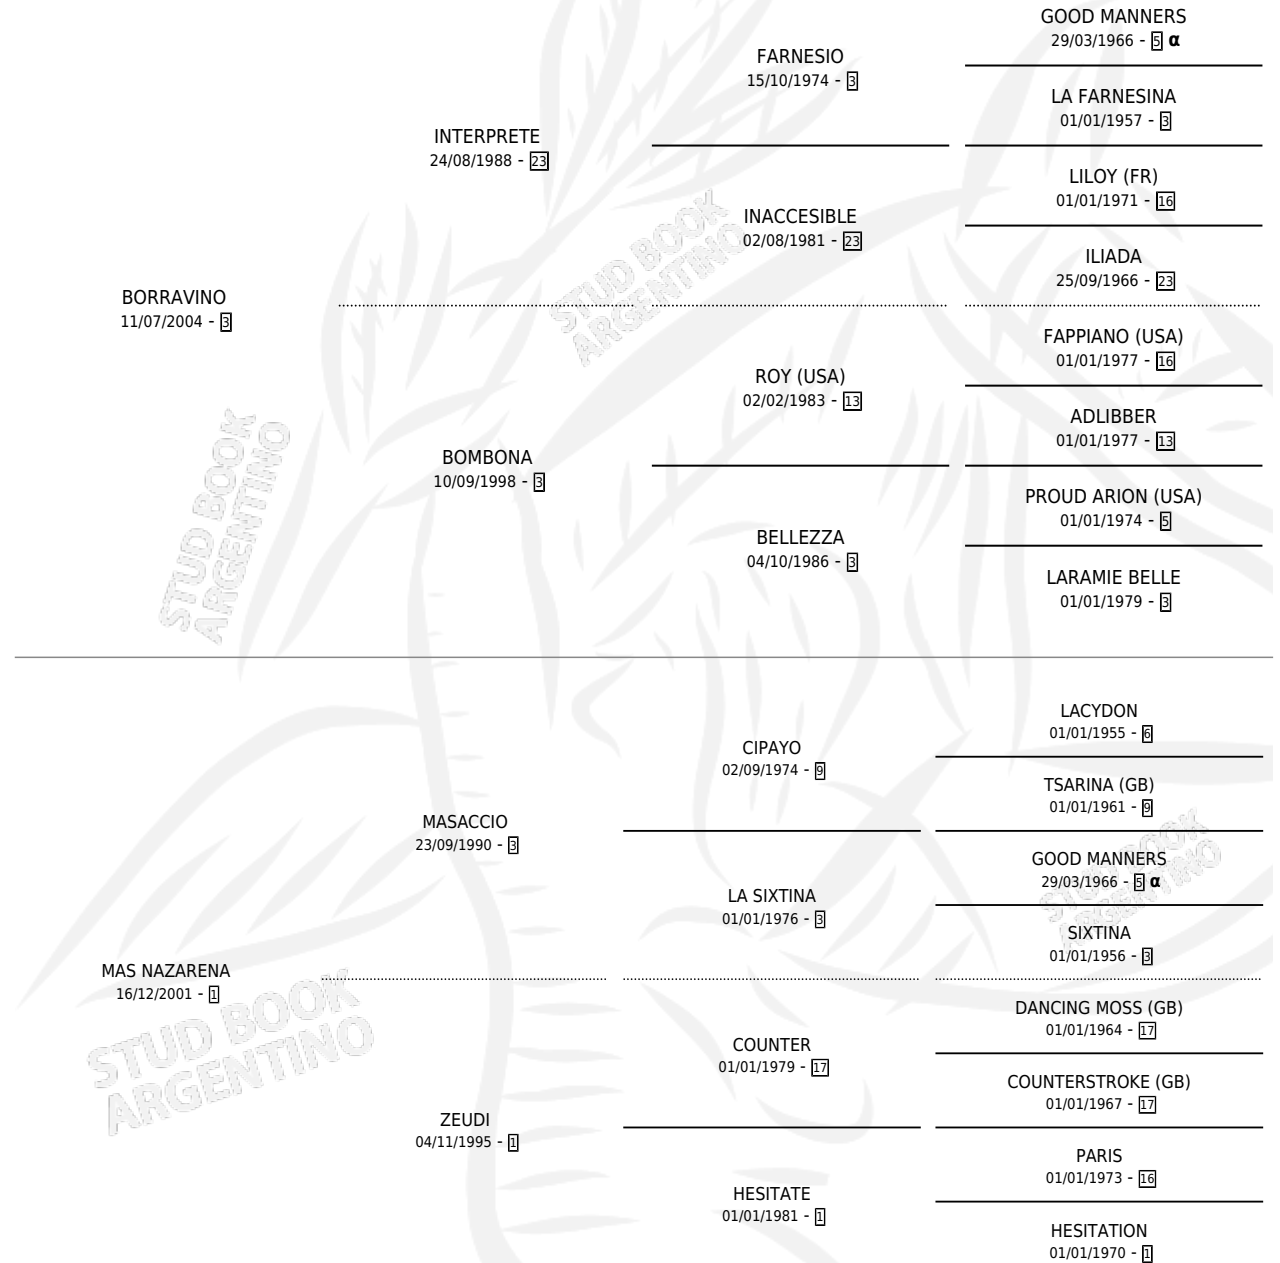 GOOD MANNERS
29/03/1966 - 5 α
FARNESIO
15/10/1974 - 3
LA FARNESINA
01/01/1957 - 3
INTERPRETE
24/08/1988 - 23
LILOY (FR)
01/01/1971 - 16
INACCESIBLE
02/08/1981 - 23
ILIADA
25/09/1966 - 23
BORRAVINO
11/07/2004 - 3
FAPPIANO (USA)
01/01/1977 - 16
ROY (USA)
02/02/1983 - 13
ADLIBBER
01/01/1977 - 13
BOMBONA
10/09/1998 - 3
PROUD ARION (USA)
01/01/1974 - 5
BELLEZZA
04/10/1986 - 3
LARAMIE BELLE
01/01/1979 - 3
LACYDON
01/01/1955 - 6
CIPAYO
02/09/1974 - 9
TSARINA (GB)
01/01/1961 - 9
MASACCIO
23/09/1990 - 3
GOOD MANNERS
29/03/1966 - 5 α
LA SIXTINA
01/01/1976 - 3
SIXTINA
01/01/1956 - 3
MAS NAZARENA
16/12/2001 - 1
DANCING MOSS (GB)
01/01/1964 - 17
COUNTER
01/01/1979 - 17
COUNTERSTROKE (GB)
01/01/1967 - 17
ZEUDI
04/11/1995 - 1
PARIS
01/01/1973 - 16
HESITATE
01/01/1981 - 1
HESITATION
01/01/1970 - 1
STUD BOOK
ARGENTINO
STUD BOOK
ARGENTINO
STUD BOOK
ARGENTINO
STUD BOOK
ARGENTINO